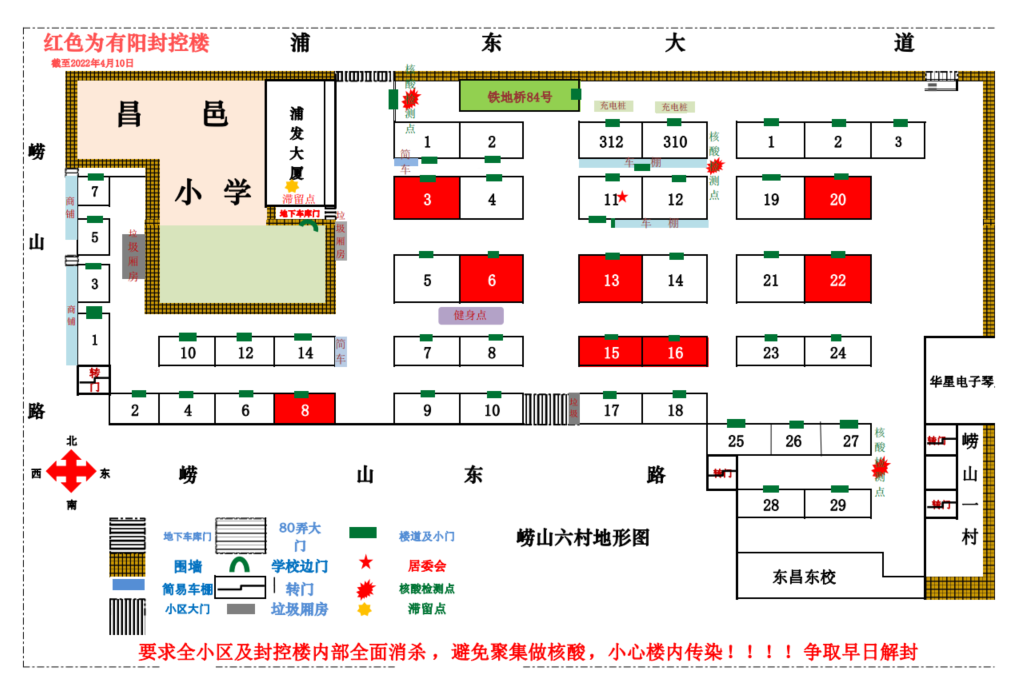 红色为有阳封控楼
截至2022年4月10日
浦 东 大 道
崂 山 路
昌 邑
小 学
浦发大厦
滞留点
地下车库门
垃圾厢房
垃圾厢房
核酸 测点
铁地桥84号
充电桩 充电桩
1 2 312 310 1 2 3
简车
车 棚
核酸 测点
7 3 4 11 12 19 20
商铺
车 棚
5
3 5 6 13 14 21 22
商铺
健身点
1 10 12 14 简车 7 8 15 16 23 24
转门
华星电子琴
2 4 6 8 9 10 垃圾 17 18
25 26 27
核酸 测点
转门
转门
崂山一村
北
西 东
南
崂 山 东 路
28 29
转门
崂山六村地形图
东昌东校
地下车库门
80弄大门
楼道及小门
围墙
学校边门
居委会
简易车棚
转门
核酸检测点
小区大门
垃圾厢房
滞留点
要求全小区及封控楼内部全面消杀，避免聚集做核酸，小心楼内传染！！！！争取早日解封